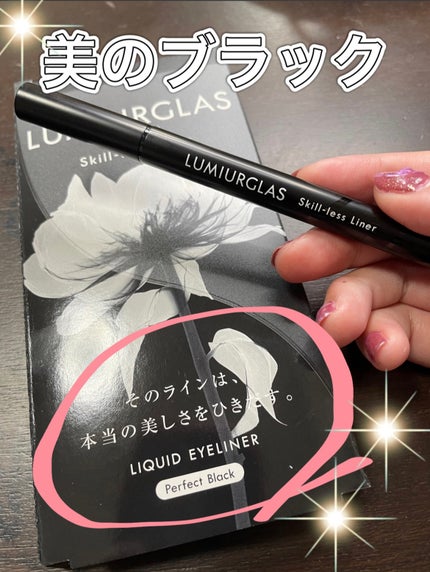 美のブラック
LUMIURGLAS
LUMIURGLAS Skill-less Liner
そのラインは、
本当の美しさをひきだす。
LIQUID EYELINER
Perfect Black